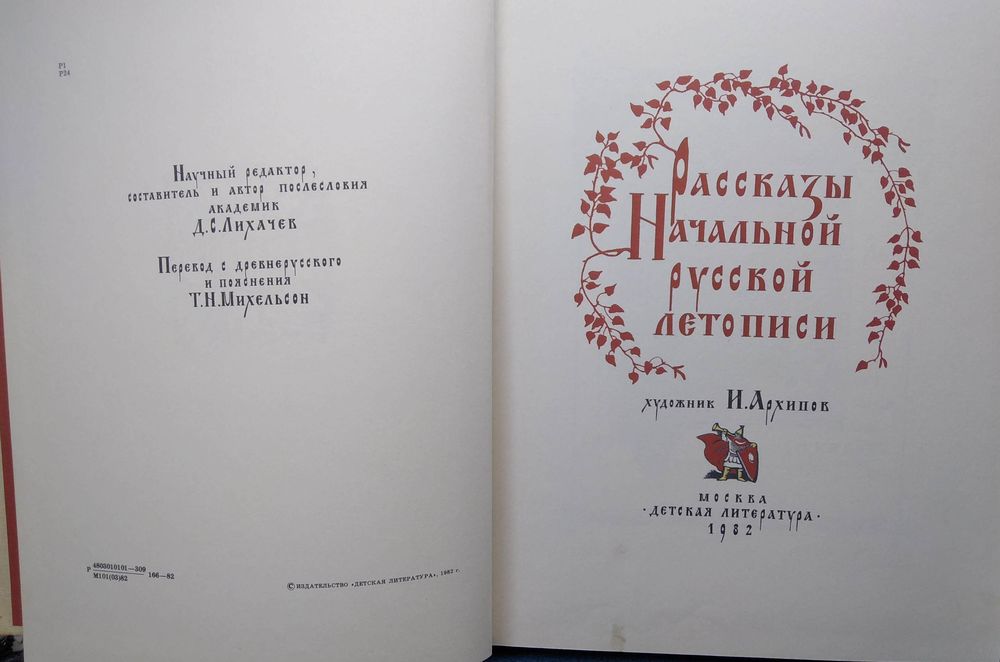 Р1
Р24
Научный редактор,
составитель и автор послесловия
академик
Д.С.Лихачев
Перевод с древнерусского
и пояснения
Т.Н.Михельсон
Р 4803010101—309
М101(03)82 166—82
© ИЗДАТЕЛЬСТВО «ДЕТСКАЯ ЛИТЕРАТУРА», 1982 г.
Рассказы
Начальной
русской
летописи
художник И.Архипов
МОСКВА
·ДЕТСКАЯ ЛИТЕРАТУРА·
1982